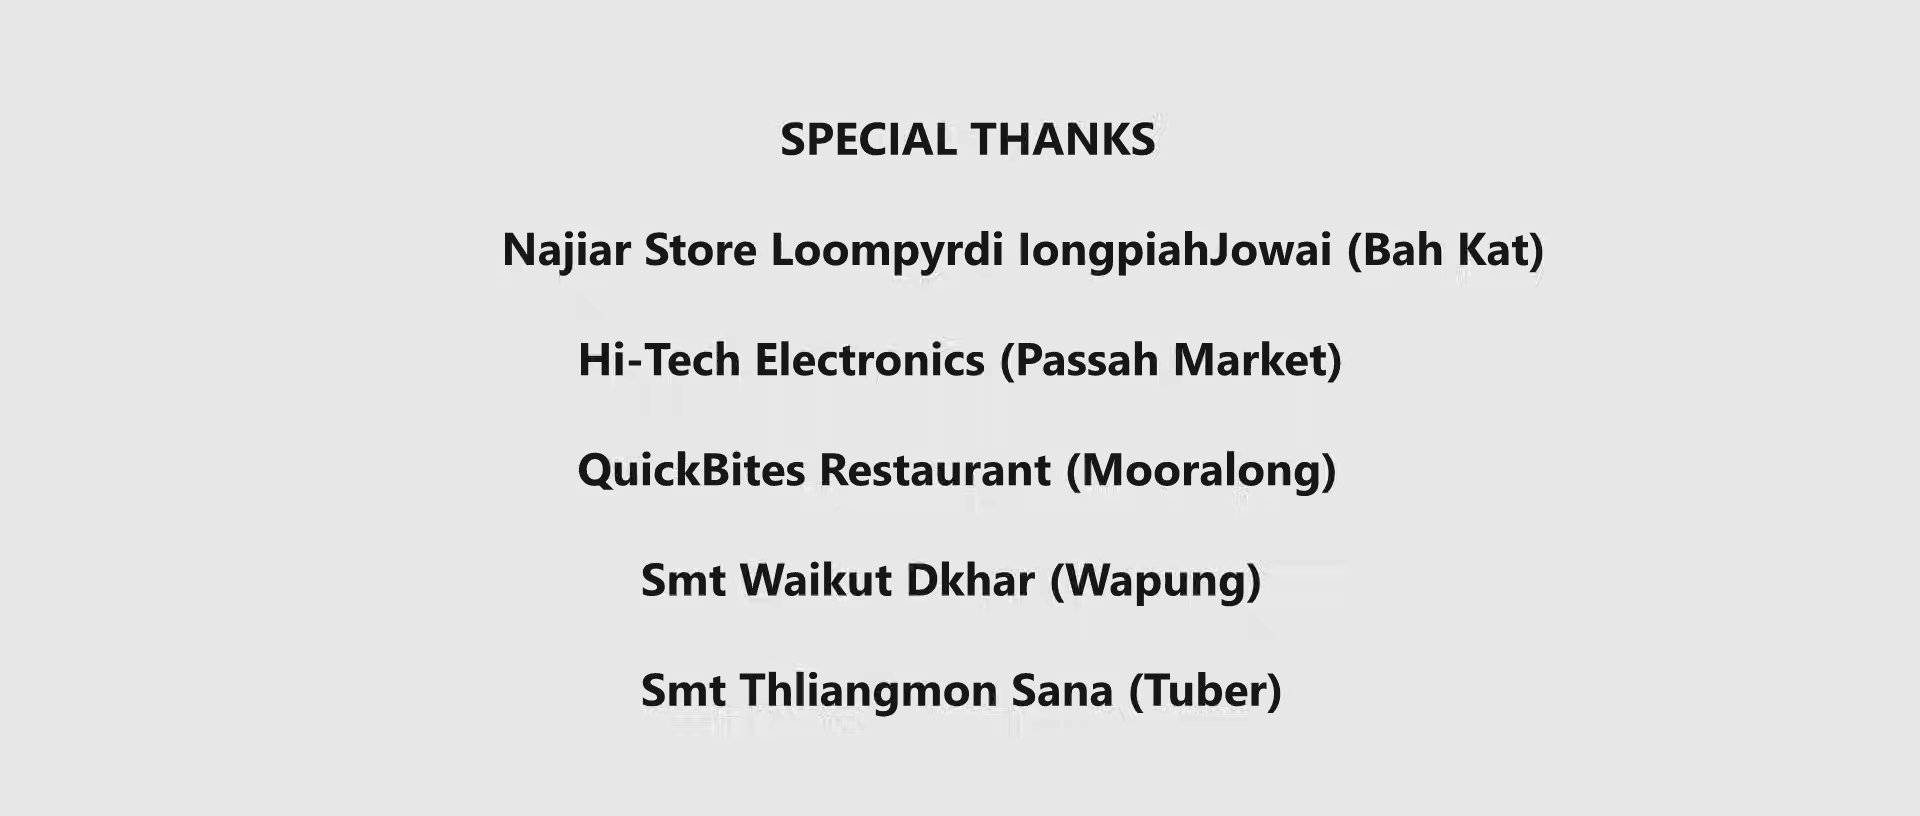 SPECIAL THANKS
Najiar Store Loompyrdi IongpiahJowai (Bah Kat)
Hi-Tech Electronics (Passah Market)
QuickBites Restaurant (Mooralong)
Smt Waikut Dkhar (Wapung)
Smt Thliangmon Sana (Tuber)